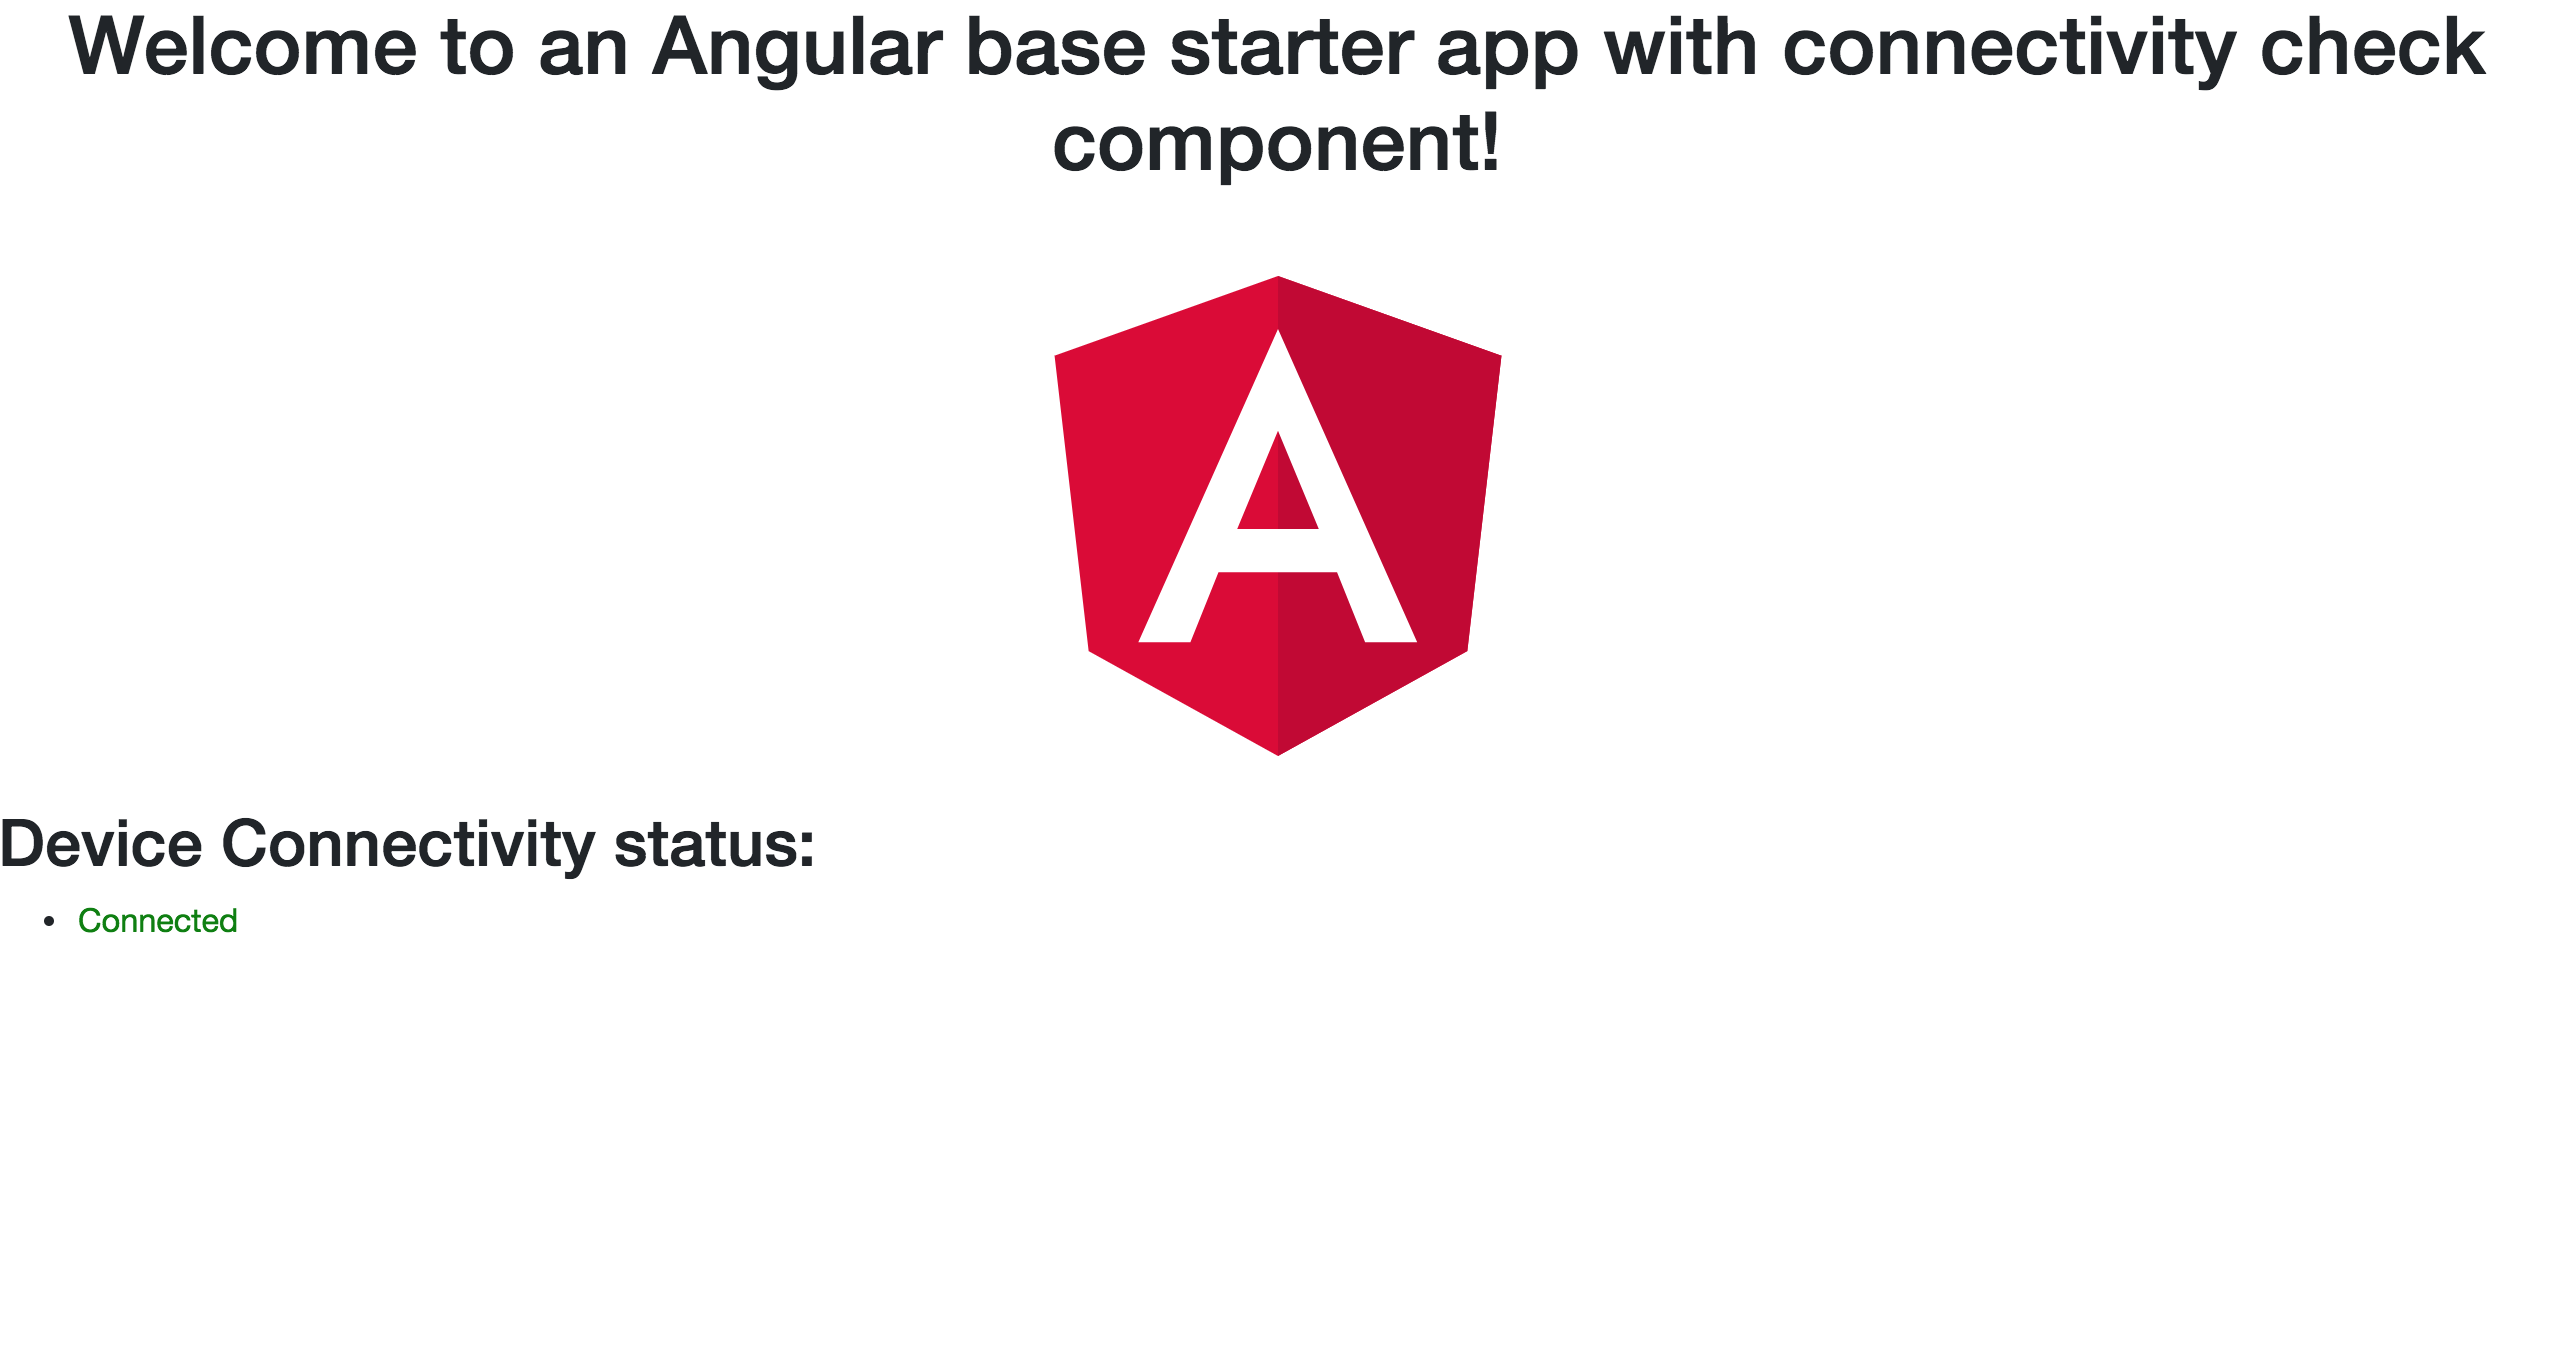 Welcome to an Angular base starter app with connectivity check
component!
A
Device Connectivity status:
Connected